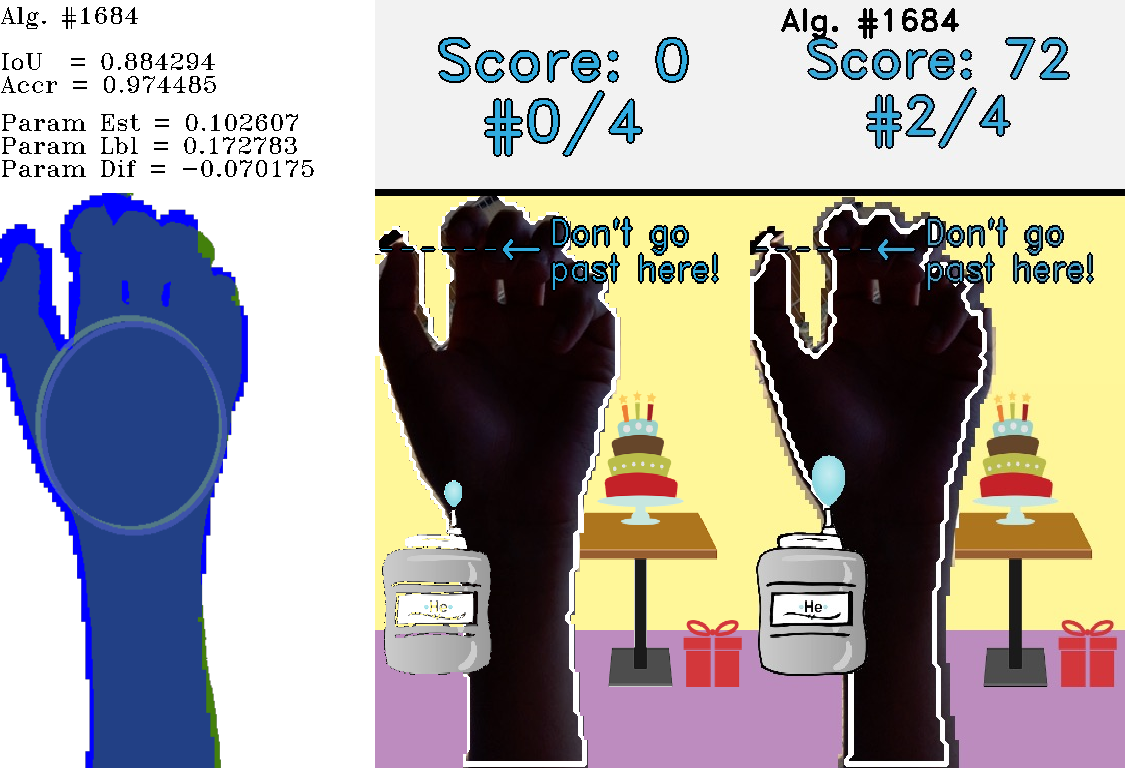 Alg. #1684
IoU = 0.884294
Accr = 0.974485
Param Est = 0.102607
Param Lbl = 0.172783
Param Dif = −0.070175
Score: 0
#0/4
Don't go
past here!
He
Alg. #1684
Score: 72
#2/4
Don't go
past here!
He